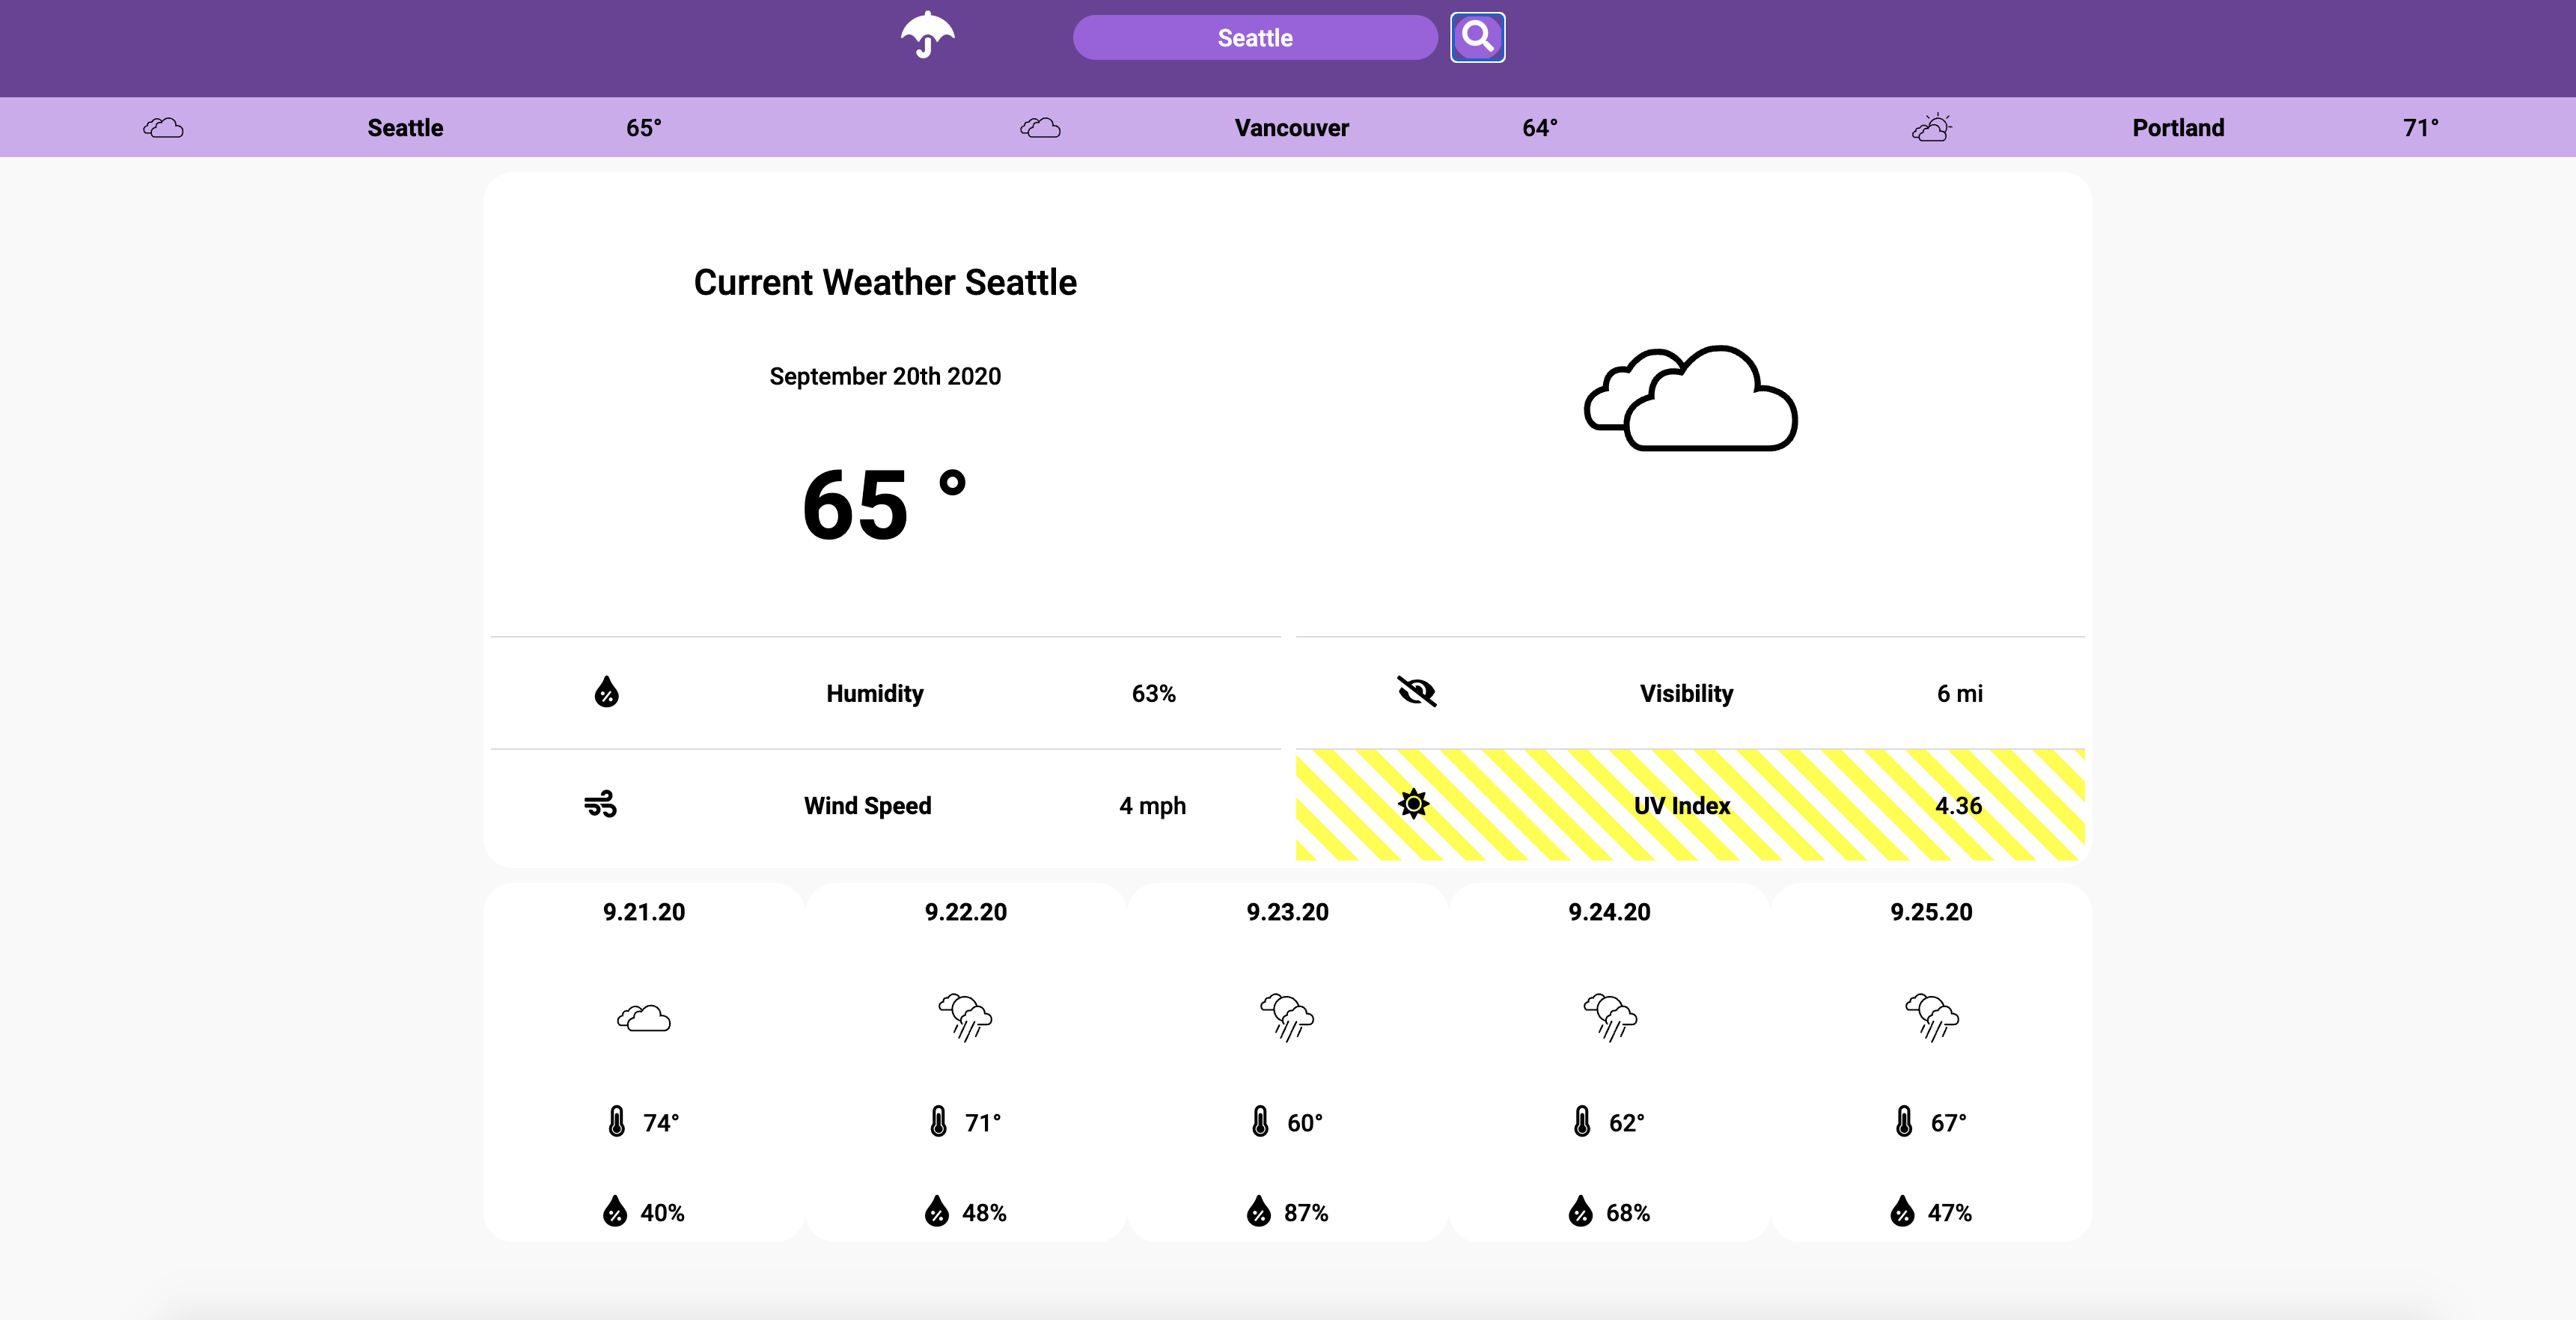 Seattle
Seattle 65° Vancouver 64° Portland 71°
Current Weather Seattle
September 20th 2020
65 °
Humidity 63% Visibility 6 mi
Wind Speed 4 mph UV Index 4.36
9.21.20 9.22.20 9.23.20 9.24.20 9.25.20
74° 71° 60° 62° 67°
40% 48% 87% 68% 47%